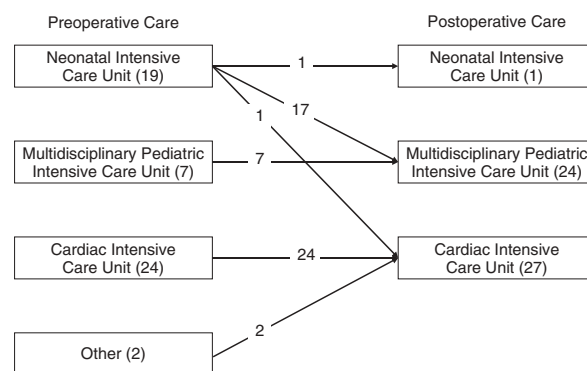 Preoperative Care
Postoperative Care
Neonatal Intensive
Care Unit (19)
1
Neonatal Intensive
Care Unit (1)
17
1
Multidisciplinary Pediatric
Intensive Care Unit (7)
7
Multidisciplinary Pediatric
Intensive Care Unit (24)
Cardiac Intensive
Care Unit (24)
24
Cardiac Intensive
Care Unit (27)
2
Other (2)